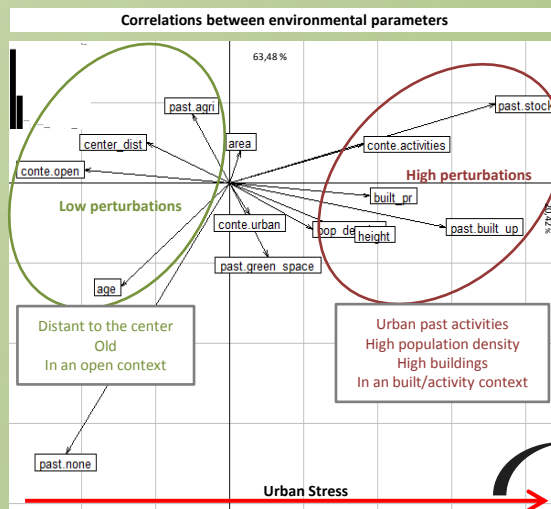 Correlations between environmental parameters
63,48 %
past.agri
past.stock
center_dist
area
conte.activities
conte.open
High perturbations
built_pr
Low perturbations
conte.urban
height
past.built_up
past.green_space
age
Distant to the center
Old
In an open context
Urban past activities
High population density
High buildings
In an built/activity context
past.none
Urban Stress